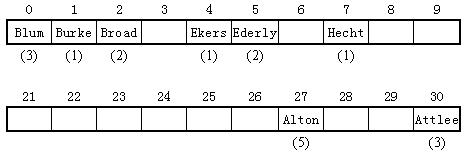 0 1 2 3 4 5 6 7 8 9
Blum Burke Broad Ekers Ederly Hecht
(3) (1) (2) (1) (2) (1)
21 22 23 24 25 26 27 28 29 30
Alton Attlee
(5) (3)